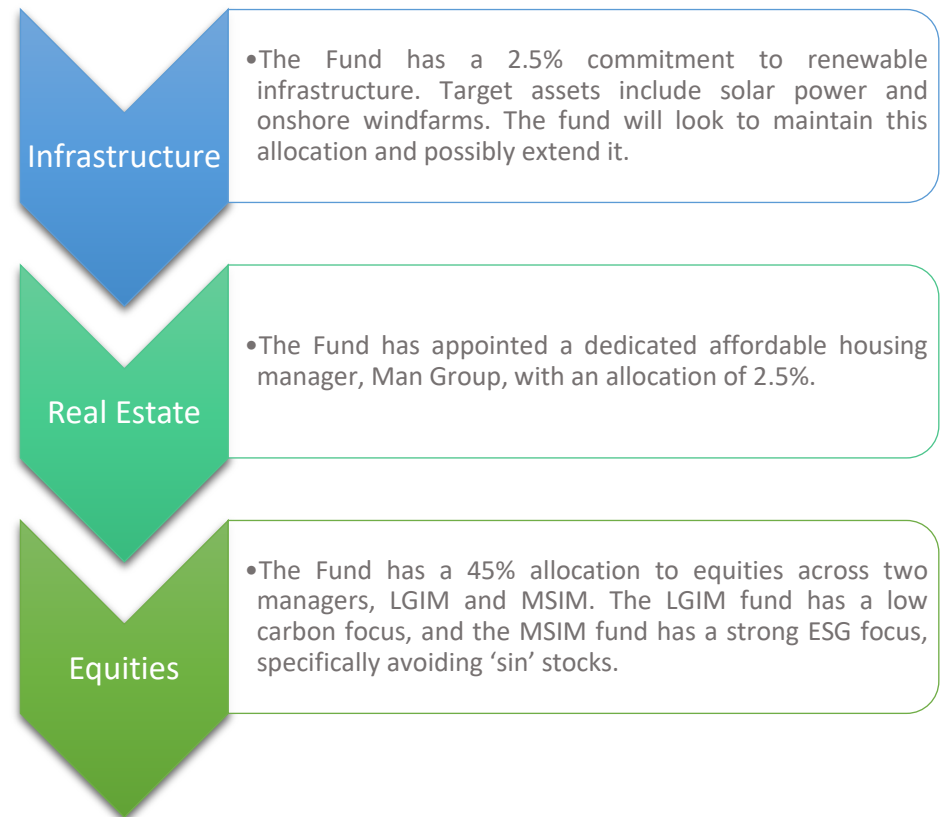 Infrastructure
•The Fund has a 2.5% commitment to renewable
infrastructure. Target assets include solar power and
onshore windfarms. The fund will look to maintain this
allocation and possibly extend it.
Real Estate
•The Fund has appointed a dedicated affordable housing
manager, Man Group, with an allocation of 2.5%.
Equities
•The Fund has a 45% allocation to equities across two
managers, LGIM and MSIM. The LGIM fund has a low
carbon focus, and the MSIM fund has a strong ESG focus,
specifically avoiding ‘sin’ stocks.